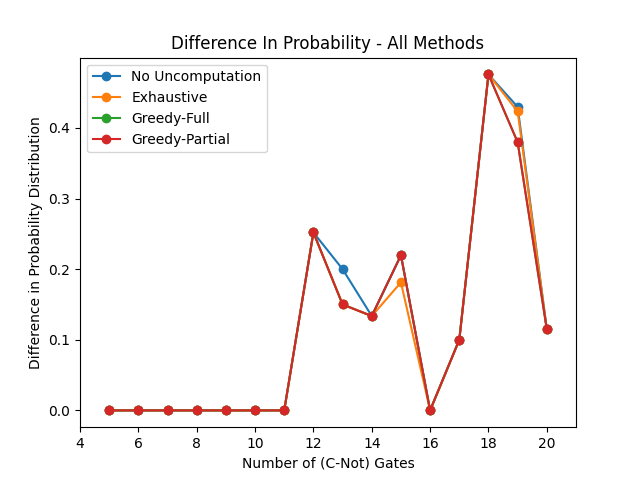 Difference In Probability - All Methods
No Uncomputation
Exhaustive
Greedy-Full
Greedy-Partial
Difference in Probability Distribution
0.4
0.3
0.2
0.1
0.0
4 6 8 10 12 14 16 18 20
Number of (C-Not) Gates